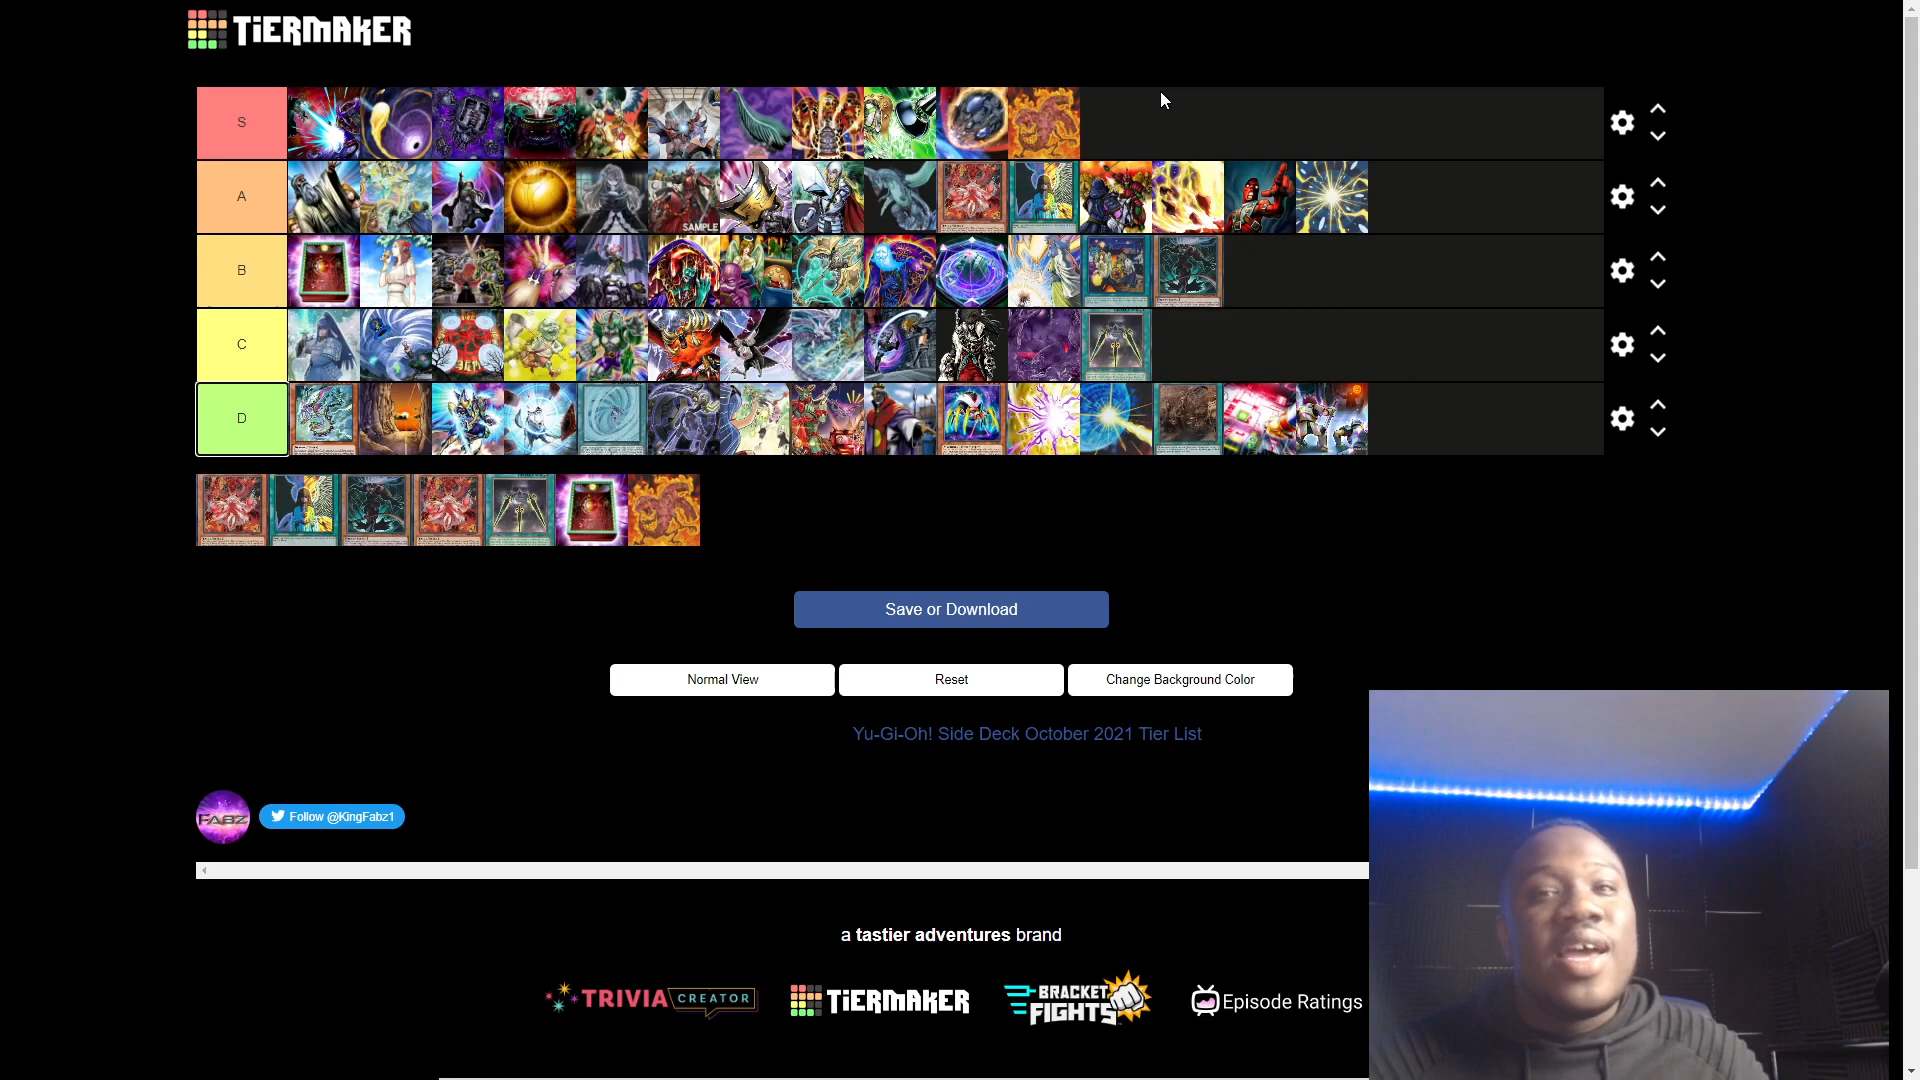 TiERMAKER
S
A
SAMPLE
B
C
D
Save or Download
Normal View
Reset
Change Background Color
Yu-Gi-Oh! Side Deck October 2021 Tier List
FABZ
Follow @KingFabz1
a tastier adventures brand
TRIVIA CREATOR
TiERMAKER
BRACKET FIGHTS
Episode Ratings